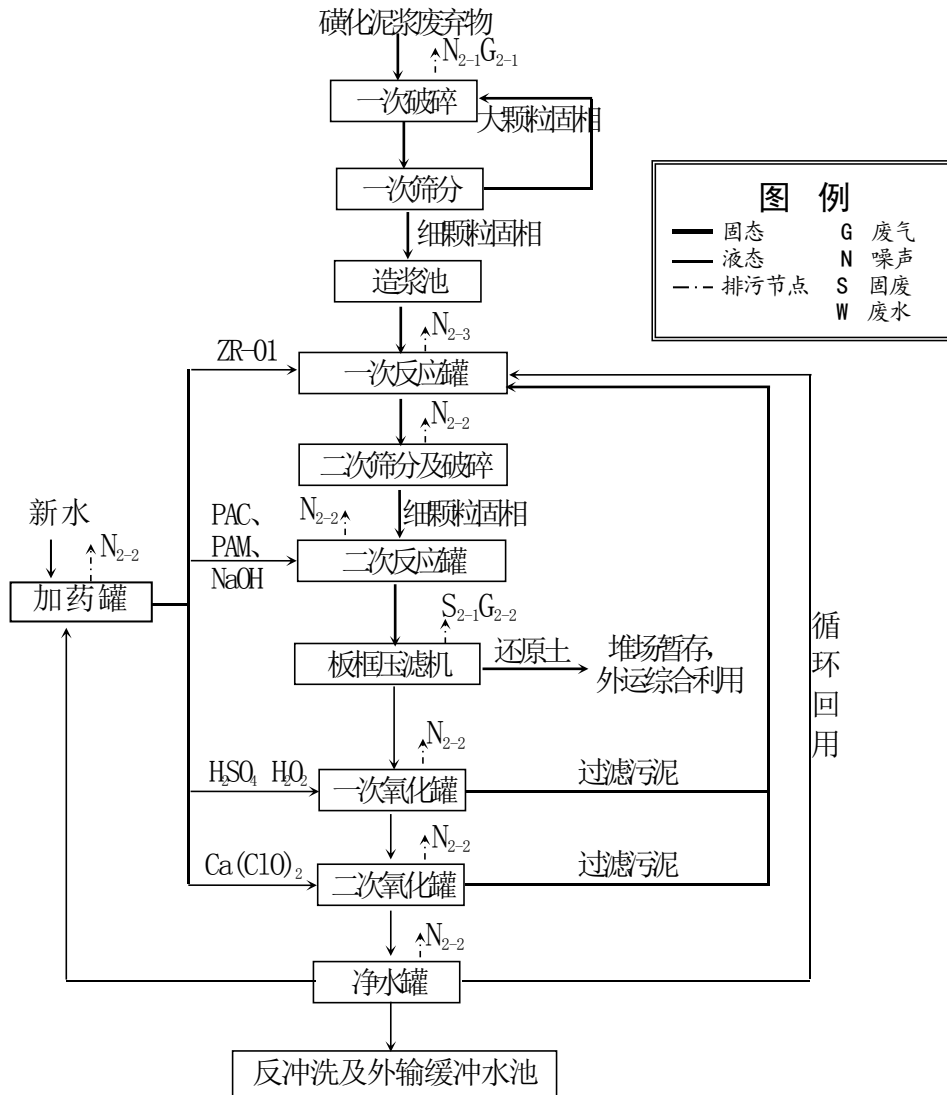 磺化泥浆废弃物
N₂₋₁G₂₋₁
一次破碎
大颗粒固相
一次筛分
细颗粒固相
造浆池
图 例
固态 G 废气
液态 N 噪声
排污节点 S 固废
W 废水
N₂₋₃
ZR-01
一次反应罐
N₂₋₂
二次筛分及破碎
新水
N₂₋₂
PAC、
PAM、
NaOH
N₂₋₂
细颗粒固相
二次反应罐
加药罐
S₂₋₁G₂₋₂
板框压滤机
还原土
堆场暂存,
外运综合利用
循环回用
N₂₋₂
H₂SO₄ H₂O₂
一次氧化罐
过滤污泥
N₂₋₂
Ca(ClO)₂
二次氧化罐
过滤污泥
N₂₋₂
净水罐
反冲洗及外输缓冲水池